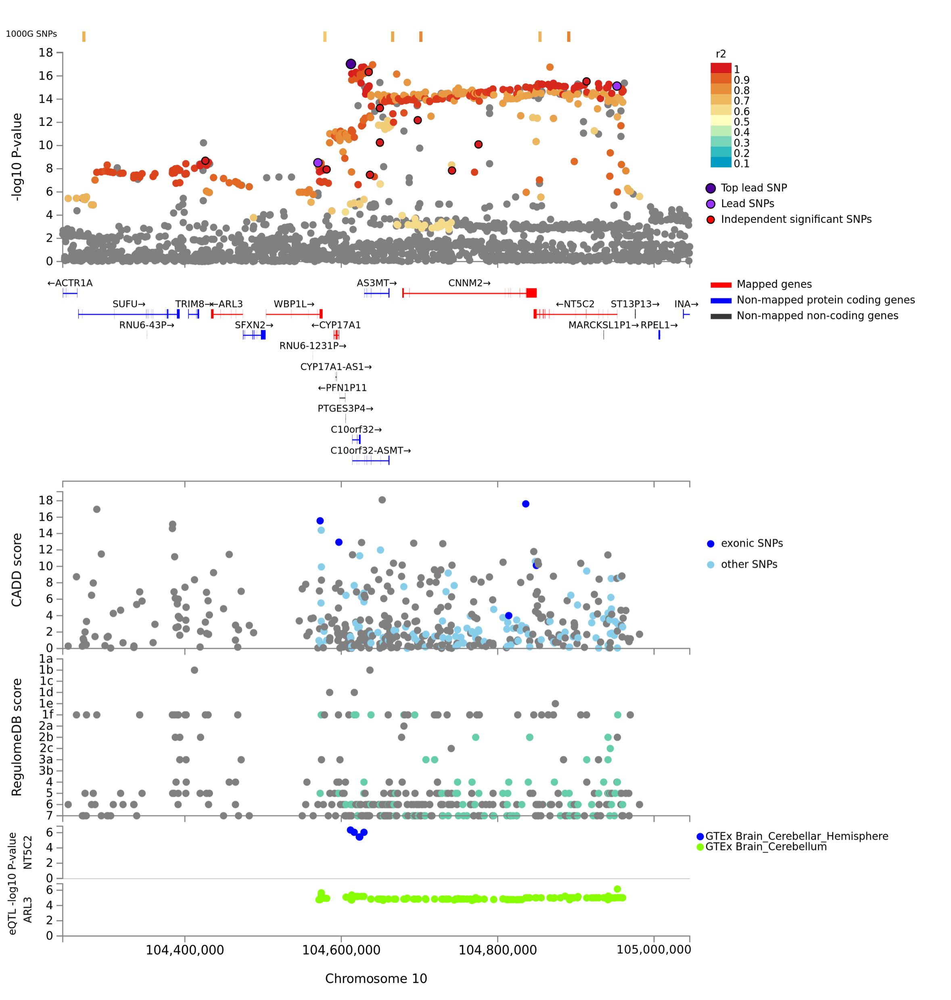 1000G SNPs
18
16
14
12
10
8
6
4
2
0
-log10 P-value
r2
1
0.9
0.8
0.7
0.6
0.5
0.4
0.3
0.2
0.1
Top lead SNP
Lead SNPs
Independent significant SNPs
←ACTR1A
AS3MT→
CNNM2→
SUFU→
TRIM8→
←ARL3
WBP1L→
←NT5C2
ST13P13→
INA→
RNU6-43P→
SFXN2→
←CYP17A1
MARCKSL1P1→
RPEL1→
RNU6-1231P→
CYP17A1-AS1→
←PFN1P11
PTGES3P4→
C10orf32→
C10orf32-ASMT→
Mapped genes
Non-mapped protein coding genes
Non-mapped non-coding genes
18
16
14
12
10
8
6
4
2
0
CADD score
exonic SNPs
other SNPs
1a
1b
1c
1d
1e
1f
2a
2b
2c
3a
3b
4
5
6
7
RegulomeDB score
6
4
2
0
NT5C2
eQTL -log10 P-value
GTEx Brain_Cerebellar_Hemisphere
GTEx Brain_Cerebellum
6
4
2
0
ARL3
104,400,000
104,600,000
104,800,000
105,000,000
Chromosome 10